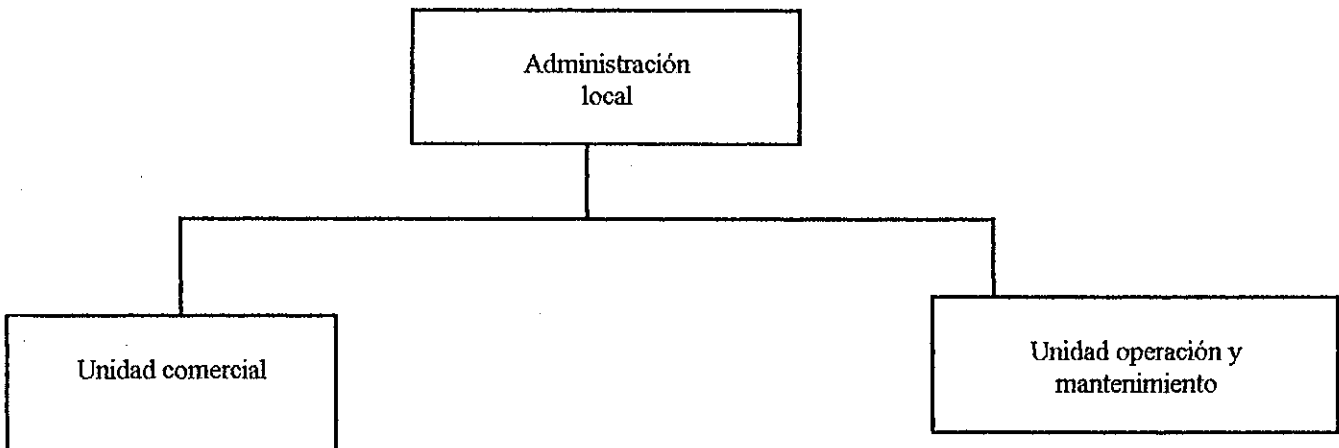 Administración
local
Unidad comercial
Unidad operación y
mantenimiento